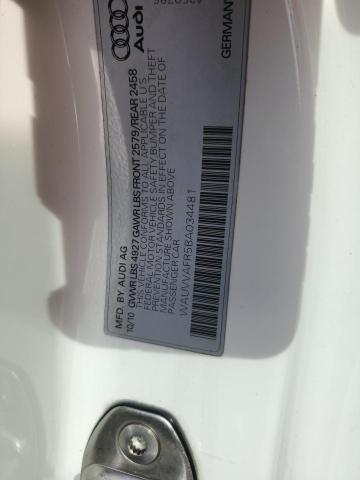 Audi
GERMANY
MFD. BY AUDI AG
10/10 GVWR LBS 4927 GAWR LBS FRONT 2579/REAR 2458
THIS VEHICLE CONFORMS TO ALL APPLICABLE U.S.
FEDERAL MOTOR VEHICLE SAFETY BUMPER AND THEFT
PREVENTION STANDARDS IN EFFECT ON THE DATE OF
MANUFACTURE SHOWN ABOVE
PASSENGER CAR
WAUVVAFR5BA034481